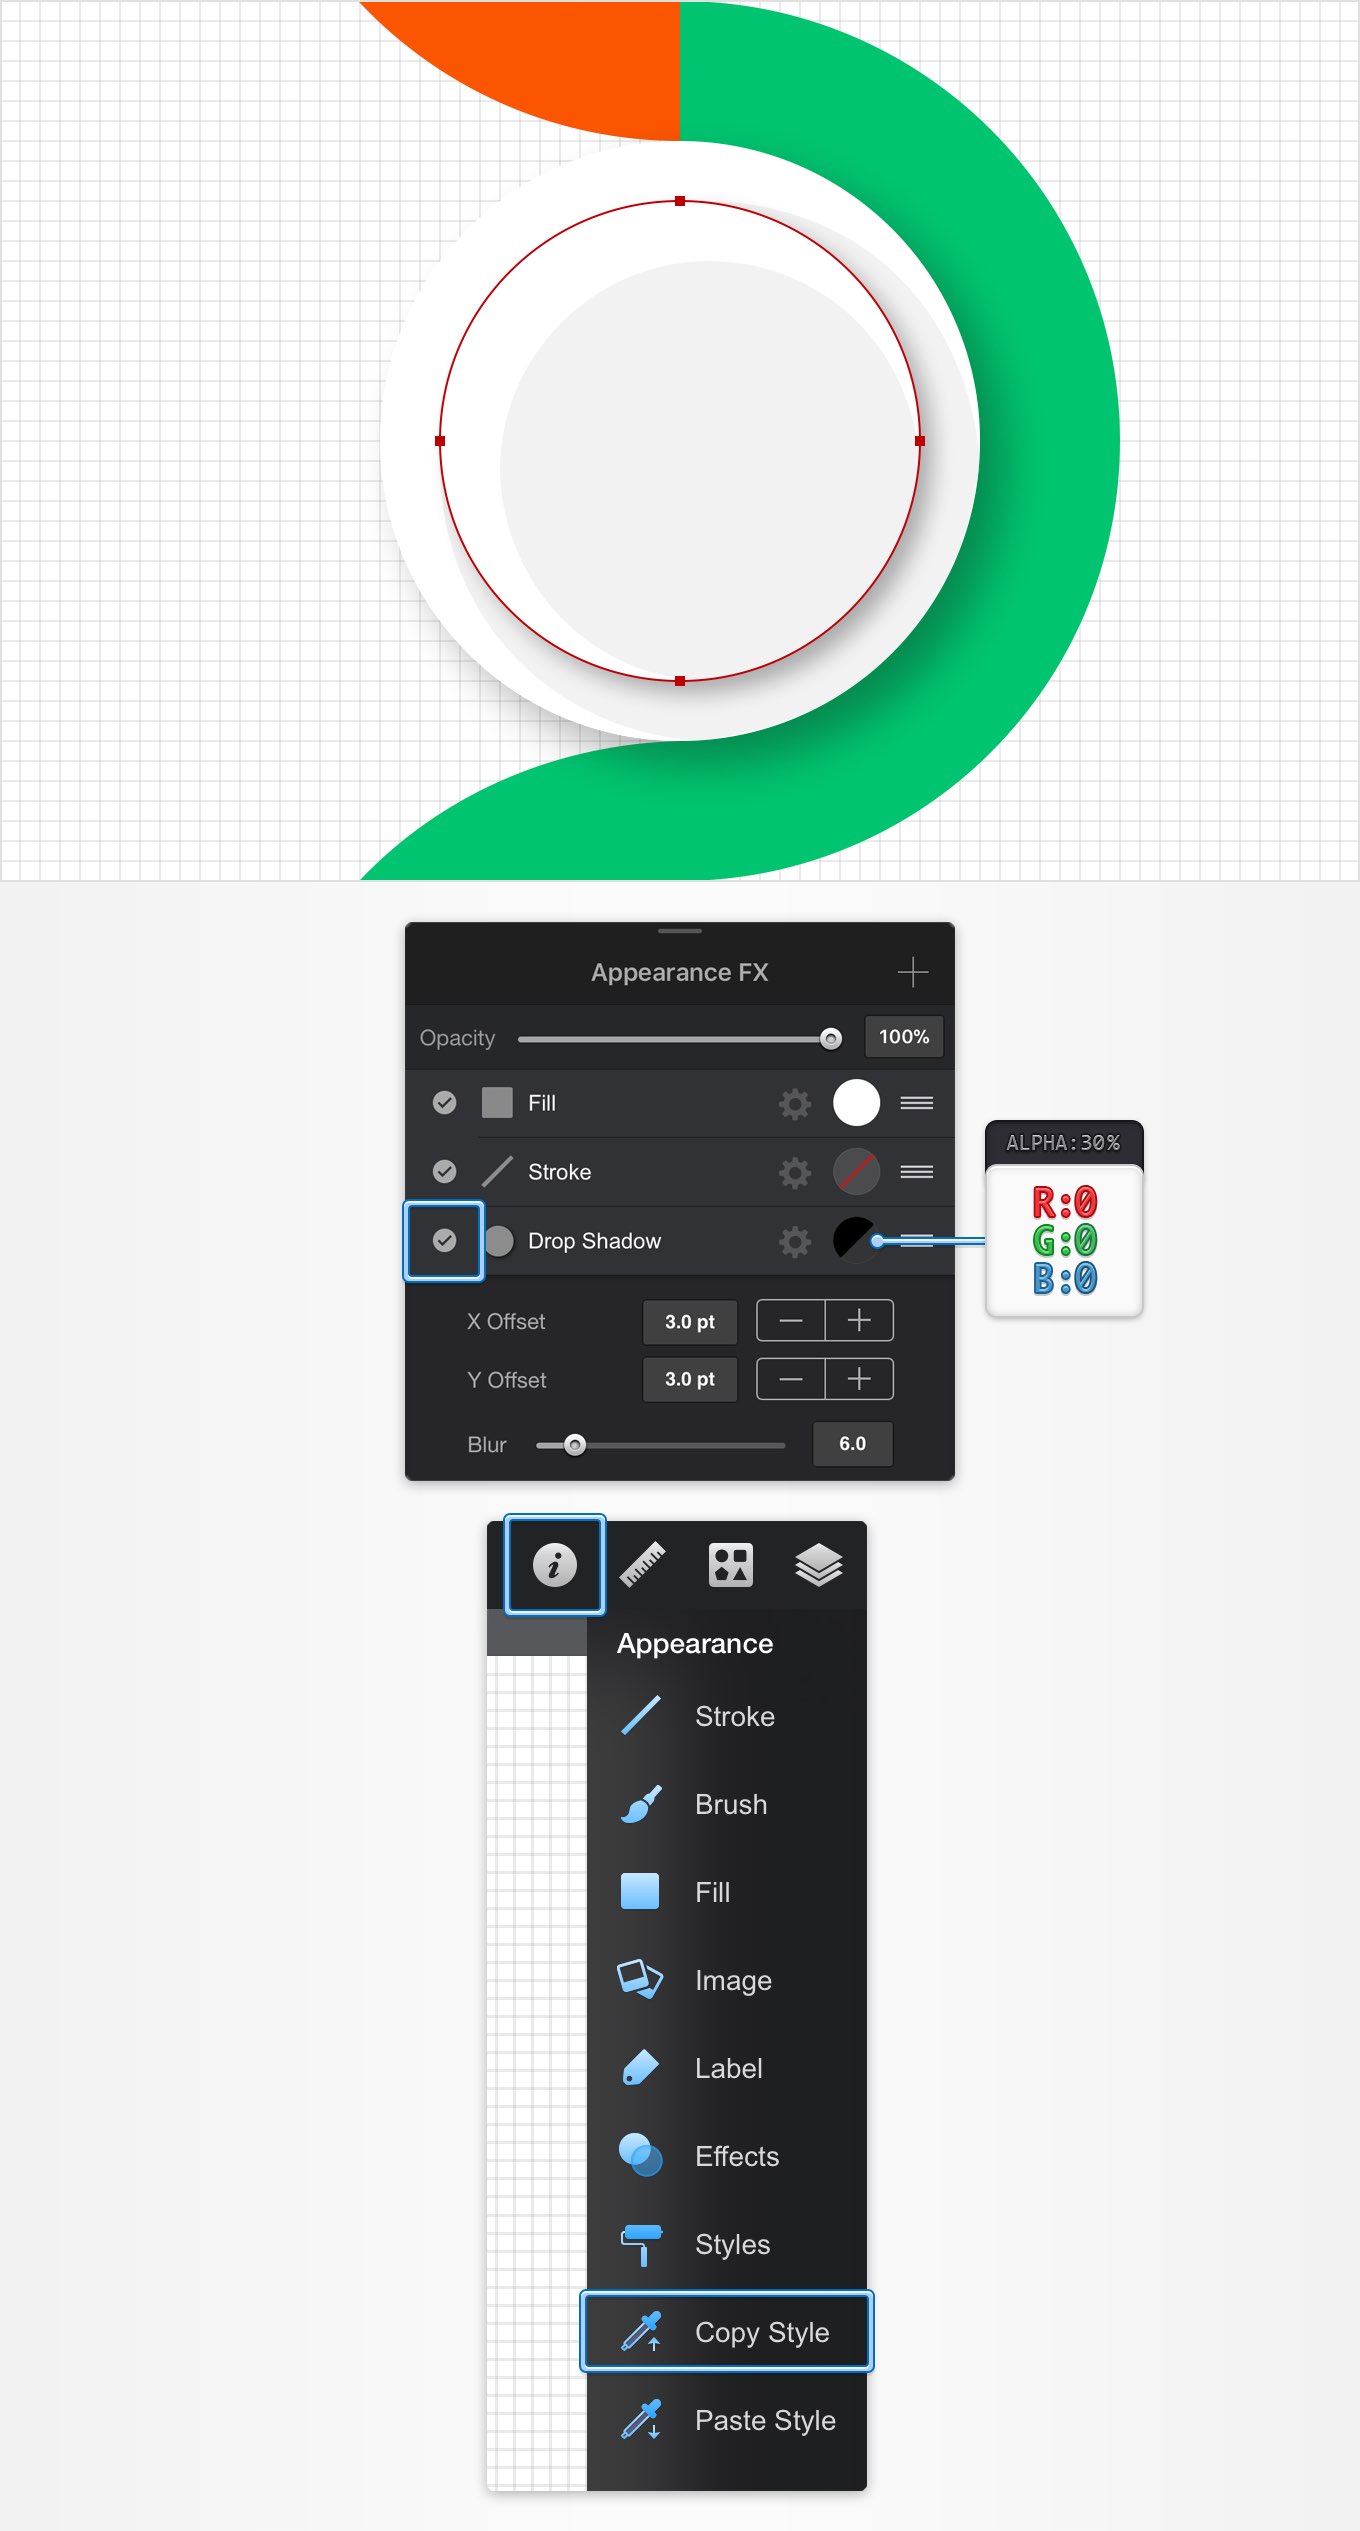 Appearance FX
Opacity 100%
Fill
Stroke
Drop Shadow
ALPHA:30%
R:0
G:0
B:0
X Offset 3.0 pt
Y Offset 3.0 pt
Blur 6.0
Appearance
Stroke
Brush
Fill
Image
Label
Effects
Styles
Copy Style
Paste Style